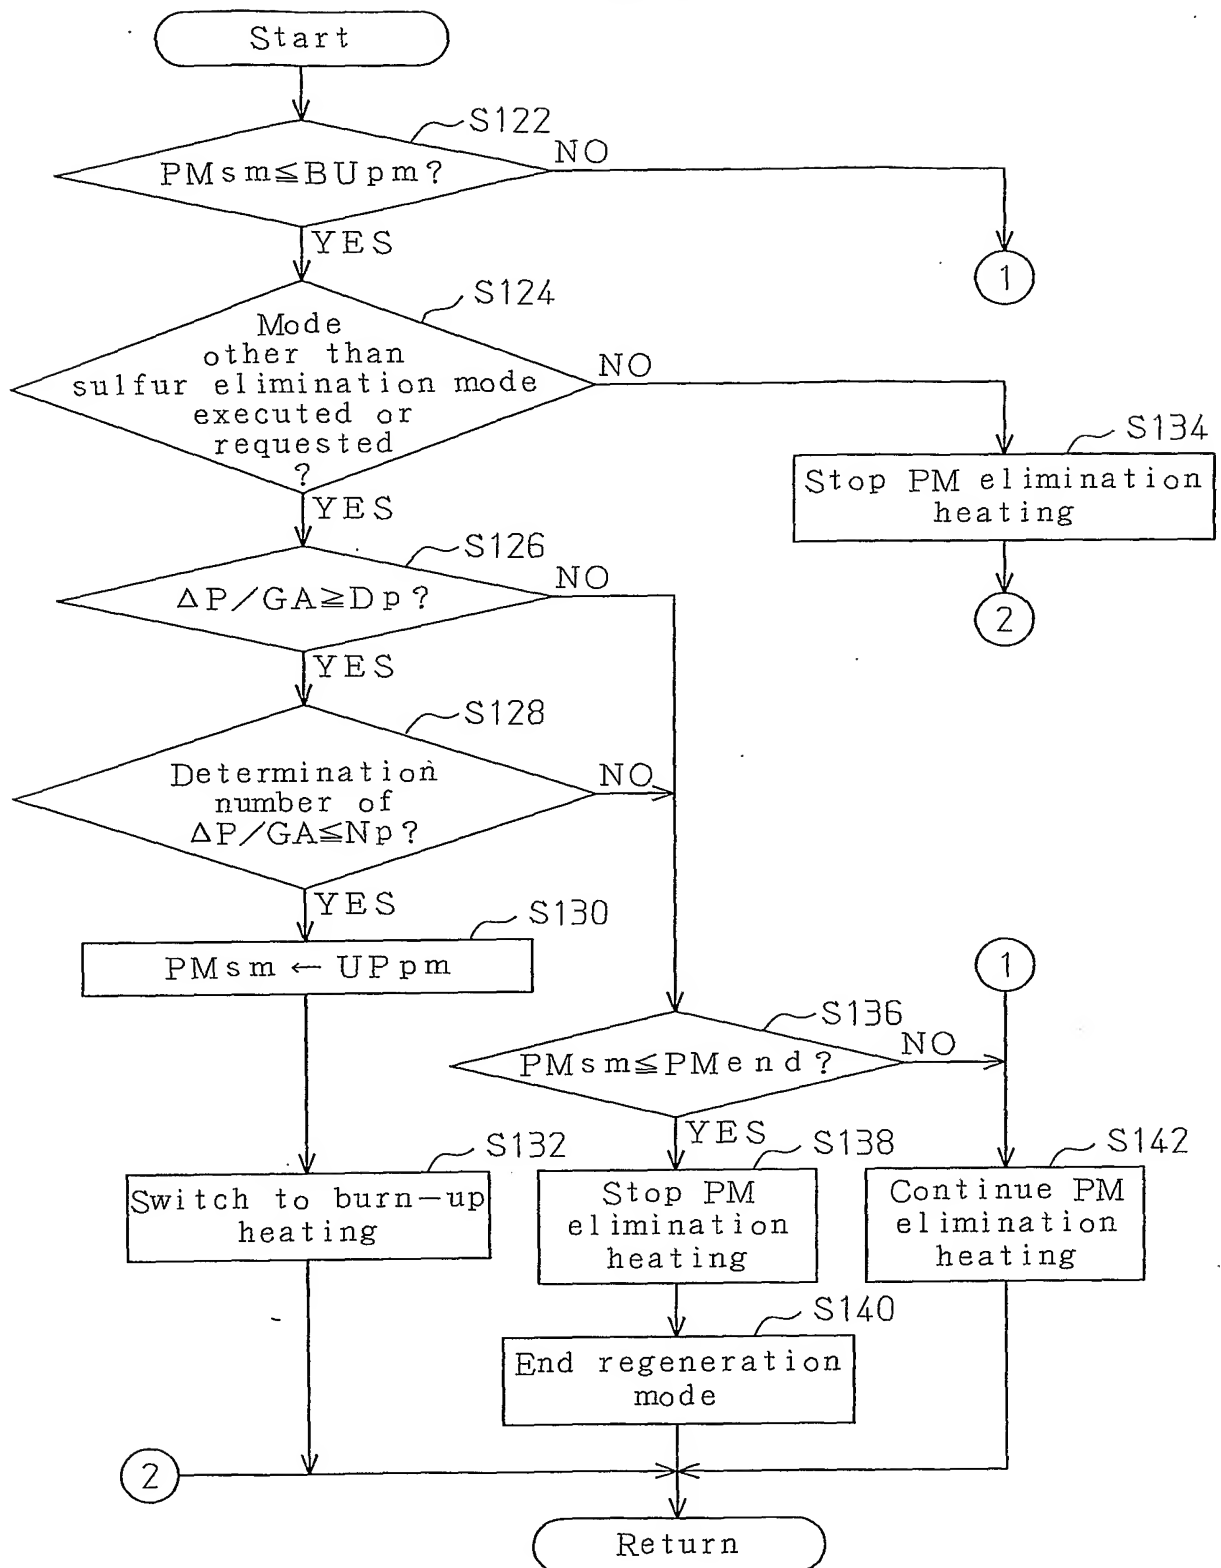 Start
S122
PMsm≦BUpm?
NO
YES
1
S124
Mode
other than
sulfur elimination mode
executed or
requested
?
NO
YES
S134
Stop PM elimination
heating
2
S126
ΔP/GA≧Dp?
NO
YES
S128
Determination
number of
ΔP/GA≦Np?
NO
YES
S130
PMsm ← UPpm
1
S136
PMsm≦PMend?
NO
YES
S132
Switch to burn-up
heating
S138
Stop PM
elimination
heating
S142
Continue PM
elimination
heating
S140
End regeneration
mode
2
Return